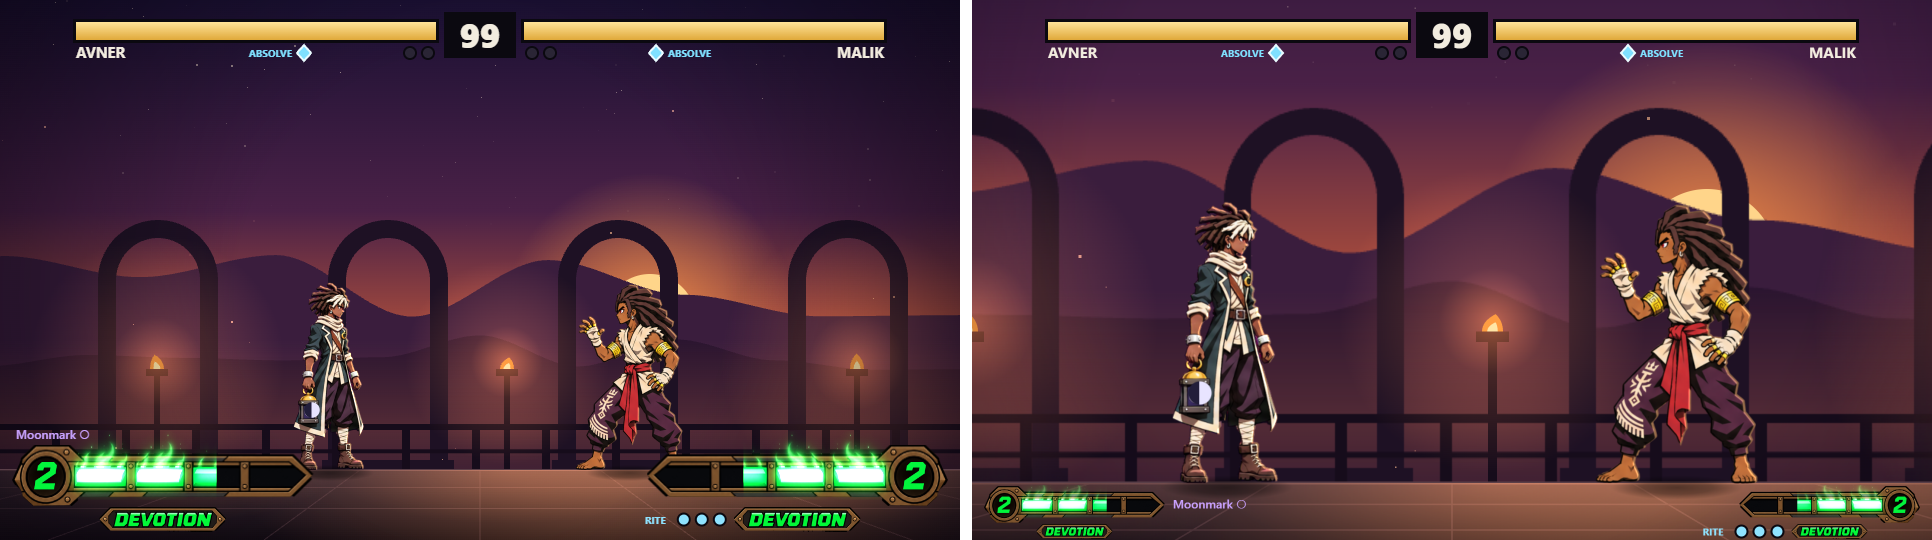 99
AVNER ABSOLVE ABSOLVE MALIK
Moonmark
2 2
DEVOTION RITE DEVOTION
99
AVNER ABSOLVE ABSOLVE MALIK
2 Moonmark 2
DEVOTION RITE DEVOTION